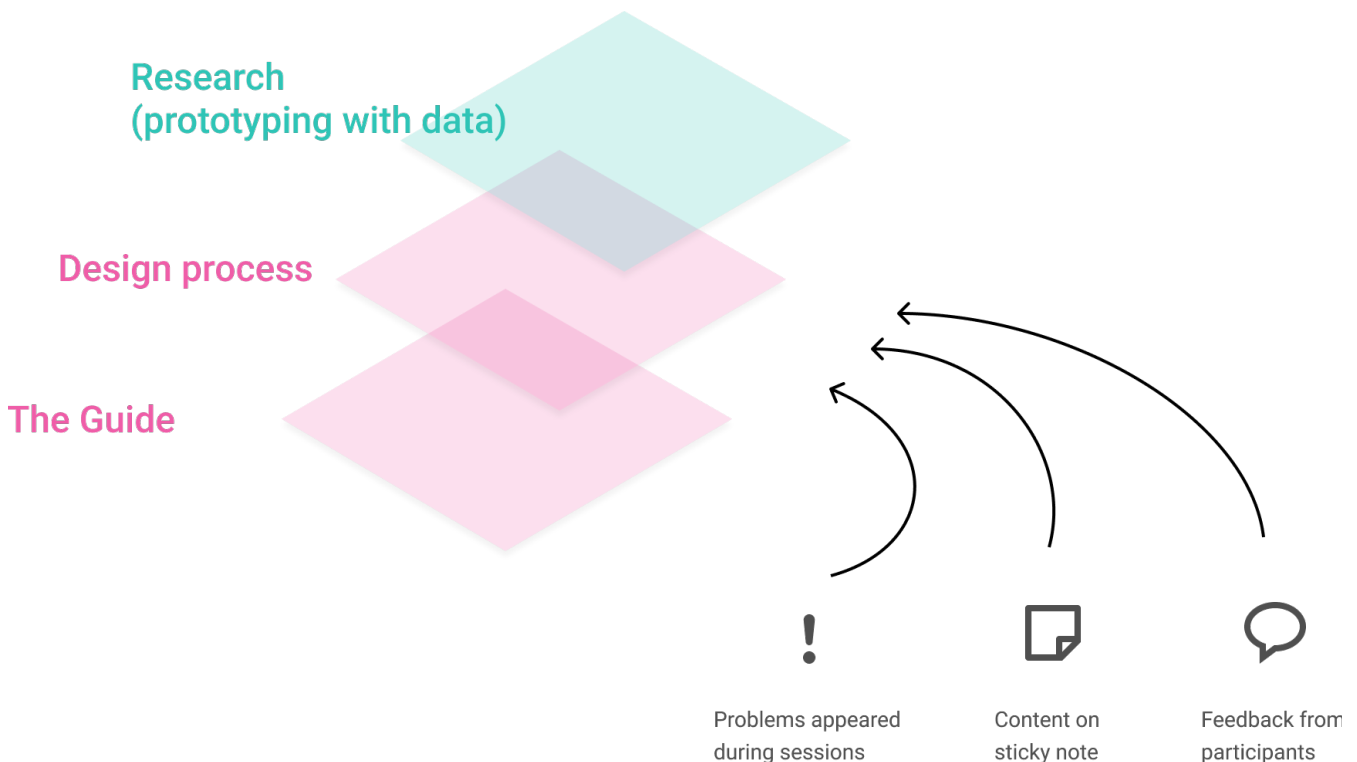 Research
(prototyping with data)
Design process
The Guide
Problems appeared
during sessions
Content on
sticky note
Feedback from
participants